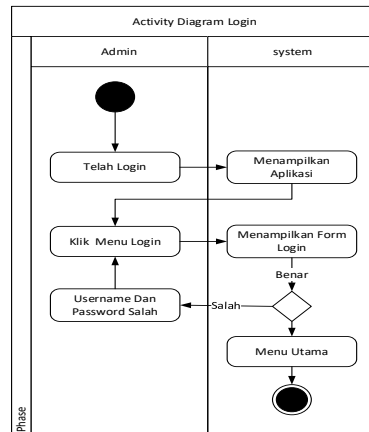 Activity Diagram Login
Admin
system
Telah Login
Menampilkan
Aplikasi
Klik Menu Login
Menampilkan Form
Login
Benar
Username Dan
Password Salah
Salah
Menu Utama
Phase